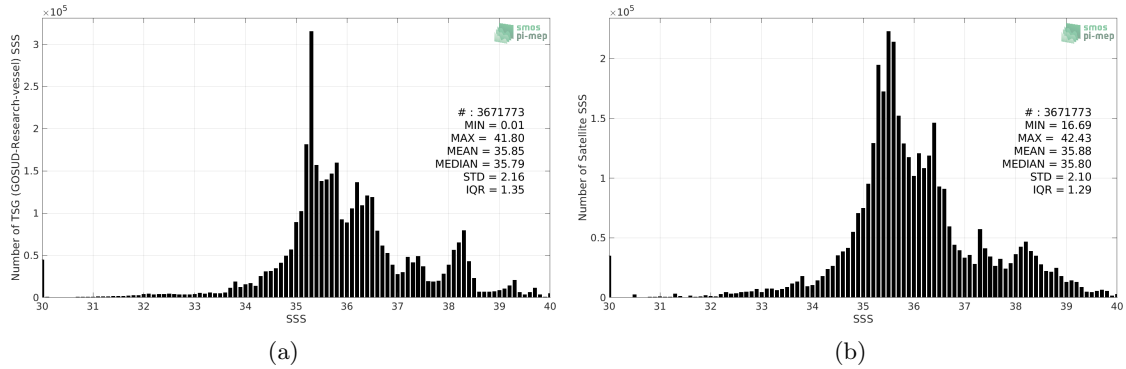 ×10⁵
smos
pi-mep
Number of TSG (GOSUD-Research-vessel) SSS
3
2.5
2
1.5
1
0.5
0
# : 3671773
MIN = 0.01
MAX = 41.80
MEAN = 35.85
MEDIAN = 35.79
STD = 2.16
IQR = 1.35
30 31 32 33 34 35 36 37 38 39 40
SSS
(a)
×10⁵
smos
pi-mep
Number of Satellite SSS
2
1.5
1
0.5
0
# : 3671773
MIN = 16.69
MAX = 42.43
MEAN = 35.88
MEDIAN = 35.80
STD = 2.10
IQR = 1.29
30 31 32 33 34 35 36 37 38 39 40
SSS
(b)